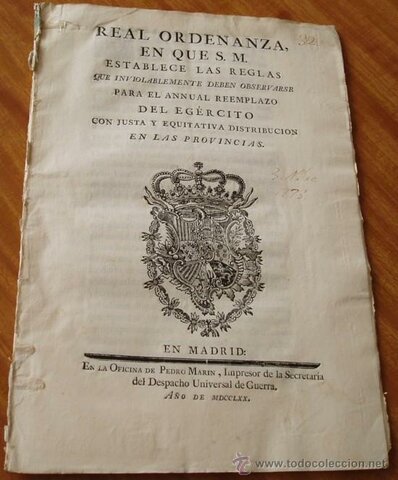 REAL ORDENANZA,
EN QUE S. M.
ESTABLECE LAS REGLAS
QUE INVIOLABLEMENTE DEBEN OBSERVARSE
PARA EL ANNUAL REEMPLAZO
DEL EGÉRCITO
CON JUSTA Y EQUITATIVA DISTRIBUCION
EN LAS PROVINCIAS.
EN MADRID:
EN LA OFICINA DE PEDRO MARIN, Impresor de la Secretaría
del Despacho Universal de Guerra.
AÑO DE MDCCLXX.
© www.todocoleccion.net